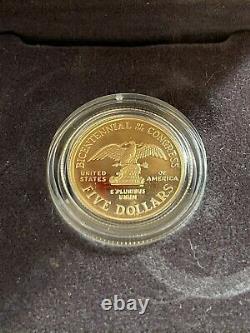 BICENTENNIAL OF THE CONGRESS
UNITED STATES
OF AMERICA
E PLURIBUS
UNUM
FIVE DOLLARS